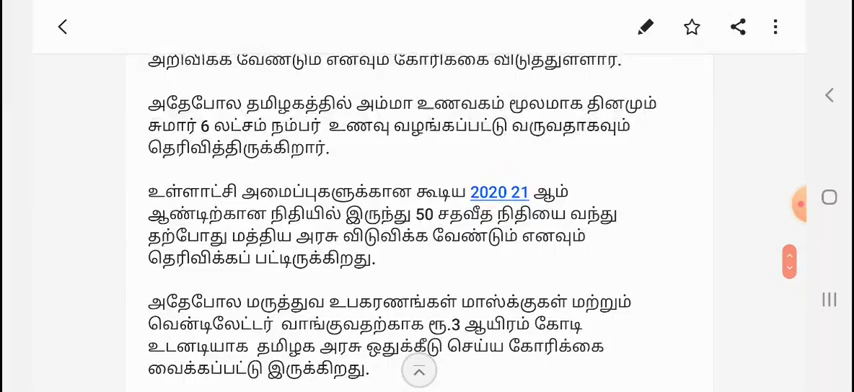 அறிவிக்க வேண்டும் எனவும் கோரிக்கை விடுத்துள்ளார்.
அதேபோல தமிழகத்தில் அம்மா உணவகம் மூலமாக தினமும்
சுமார் 6 லட்சம் நம்பர் உணவு வழங்கப்பட்டு வருவதாகவும்
தெரிவித்திருக்கிறார்.
உள்ளாட்சி அமைப்புகளுக்கான கூடிய 2020 21 ஆம்
ஆண்டிற்கான நிதியில் இருந்து 50 சதவீத நிதியை வந்து
தற்போது மத்திய அரசு விடுவிக்க வேண்டும் எனவும்
தெரிவிக்கப் பட்டிருக்கிறது.
அதேபோல மருத்துவ உபகரணங்கள் மாஸ்க்குகள் மற்றும்
வென்டிலேட்டர் வாங்குவதற்காக ரூ.3 ஆயிரம் கோடி
உடனடியாக தமிழக அரசு ஒதுக்கீடு செய்ய கோரிக்கை
வைக்கப்பட்டு இருக்கிறது.